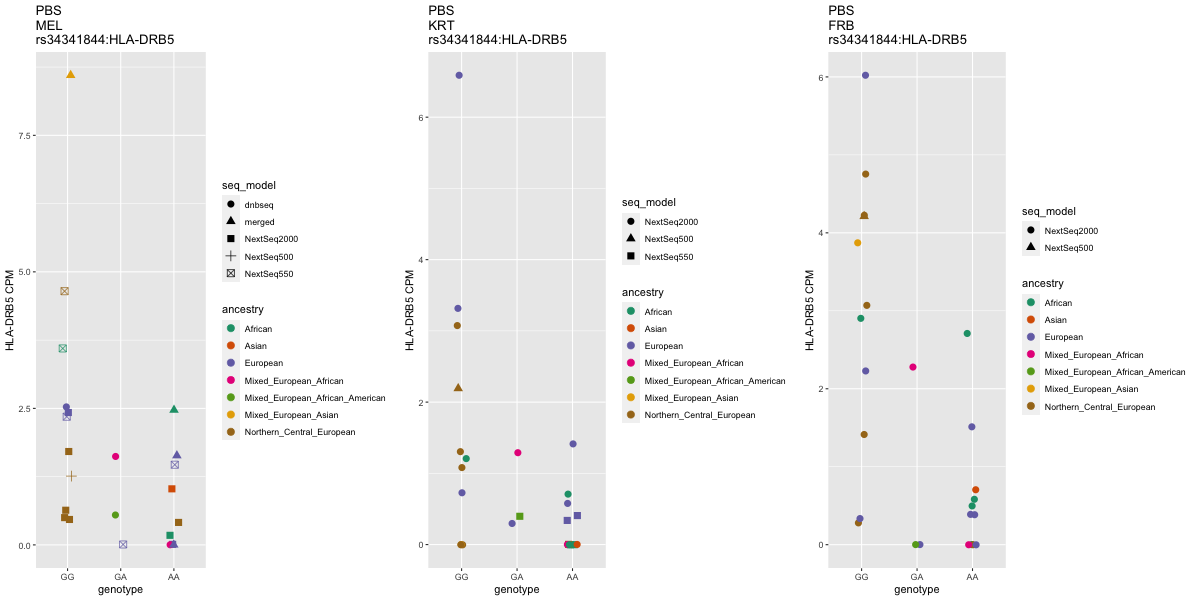 PBS
MEL
rs34341844:HLA-DRB5
HLA-DRB5 CPM
7.5
5.0
2.5
0.0
GG
GA
AA
genotype
seq_model
dnbseq
merged
NextSeq2000
NextSeq500
NextSeq550
ancestry
African
Asian
European
Mixed_European_African
Mixed_European_African_American
Mixed_European_Asian
Northern_Central_European
PBS
KRT
rs34341844:HLA-DRB5
HLA-DRB5 CPM
6
4
2
0
GG
GA
AA
genotype
seq_model
NextSeq2000
NextSeq500
NextSeq550
ancestry
African
Asian
European
Mixed_European_African
Mixed_European_African_American
Mixed_European_Asian
Northern_Central_European
PBS
FRB
rs34341844:HLA-DRB5
HLA-DRB5 CPM
6
4
2
0
GG
GA
AA
genotype
seq_model
NextSeq2000
NextSeq500
ancestry
African
Asian
European
Mixed_European_African
Mixed_European_African_American
Mixed_European_Asian
Northern_Central_European